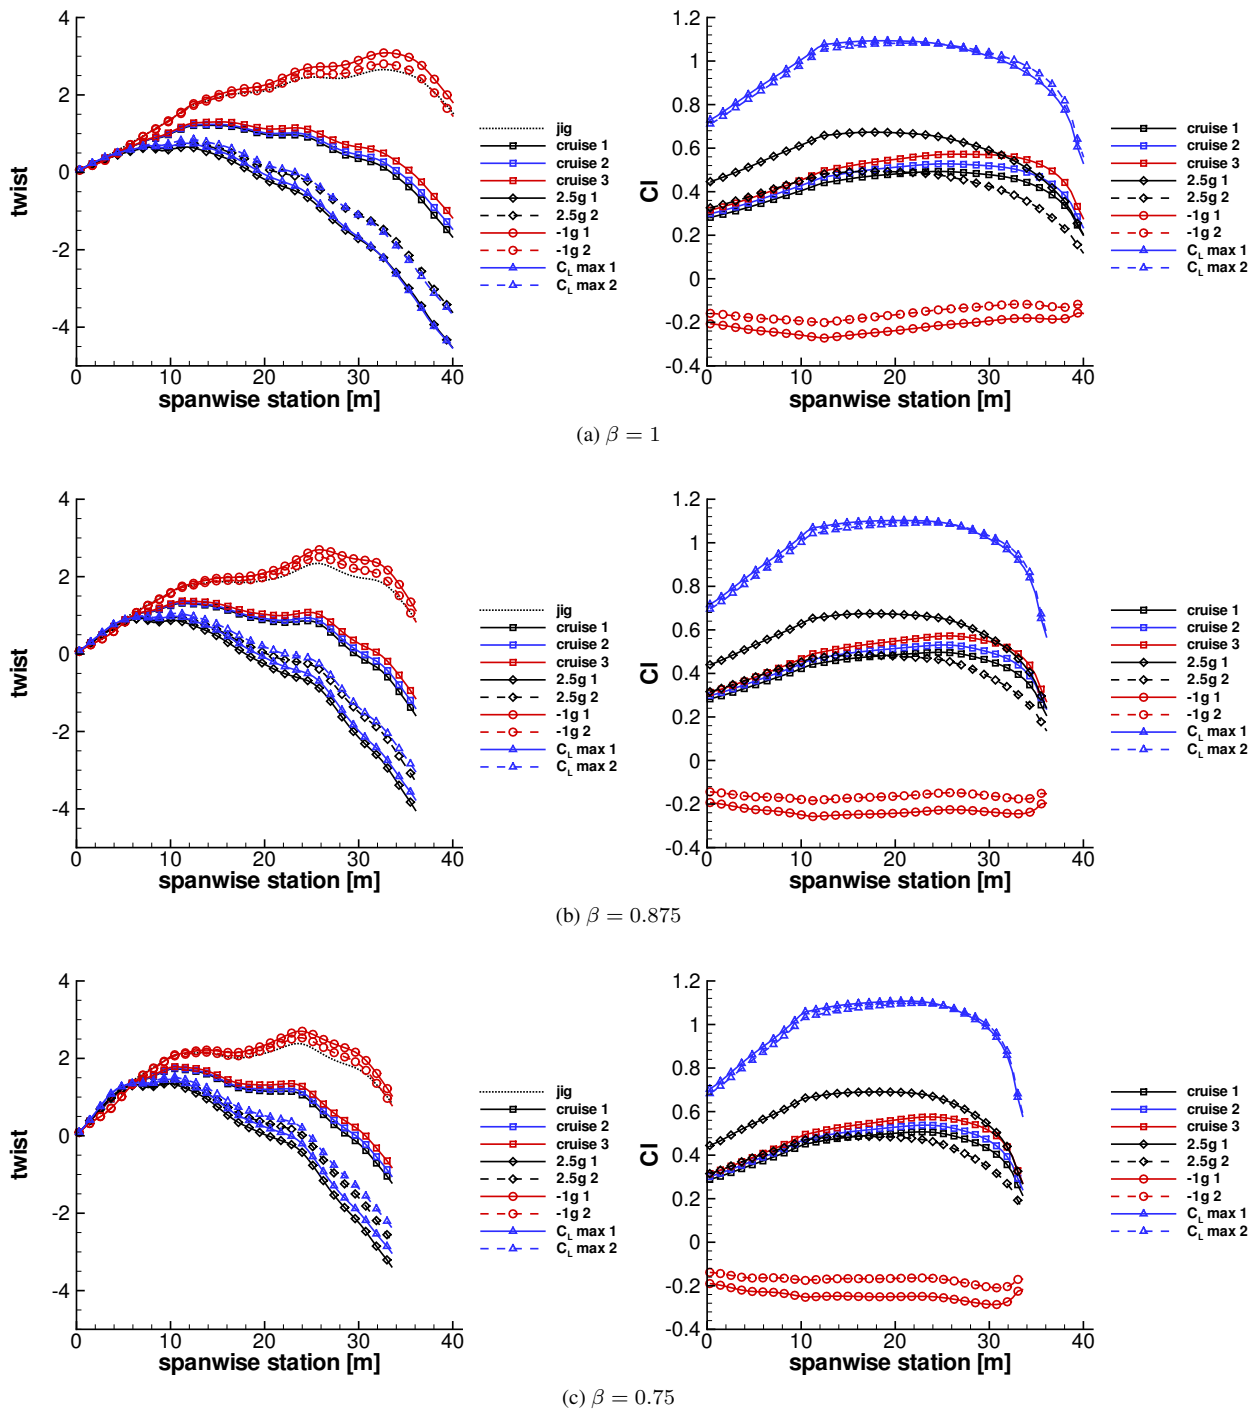 4
2
0
-2
-4
twist
0
10
20
30
40
spanwise station [m]
jig
cruise 1
cruise 2
cruise 3
2.5g 1
2.5g 2
-1g 1
-1g 2
C_L max 1
C_L max 2
1.2
1
0.8
0.6
0.4
0.2
0
-0.2
-0.4
Cl
0
10
20
30
40
spanwise station [m]
cruise 1
cruise 2
cruise 3
2.5g 1
2.5g 2
-1g 1
-1g 2
C_L max 1
C_L max 2
(a) β = 1
4
2
0
-2
-4
twist
0
10
20
30
40
spanwise station [m]
jig
cruise 1
cruise 2
cruise 3
2.5g 1
2.5g 2
-1g 1
-1g 2
C_L max 1
C_L max 2
1.2
1
0.8
0.6
0.4
0.2
0
-0.2
-0.4
Cl
0
10
20
30
40
spanwise station [m]
cruise 1
cruise 2
cruise 3
2.5g 1
2.5g 2
-1g 1
-1g 2
C_L max 1
C_L max 2
(b) β = 0.875
4
2
0
-2
-4
twist
0
10
20
30
40
spanwise station [m]
jig
cruise 1
cruise 2
cruise 3
2.5g 1
2.5g 2
-1g 1
-1g 2
C_L max 1
C_L max 2
1.2
1
0.8
0.6
0.4
0.2
0
-0.2
-0.4
Cl
0
10
20
30
40
spanwise station [m]
cruise 1
cruise 2
cruise 3
2.5g 1
2.5g 2
-1g 1
-1g 2
C_L max 1
C_L max 2
(c) β = 0.75